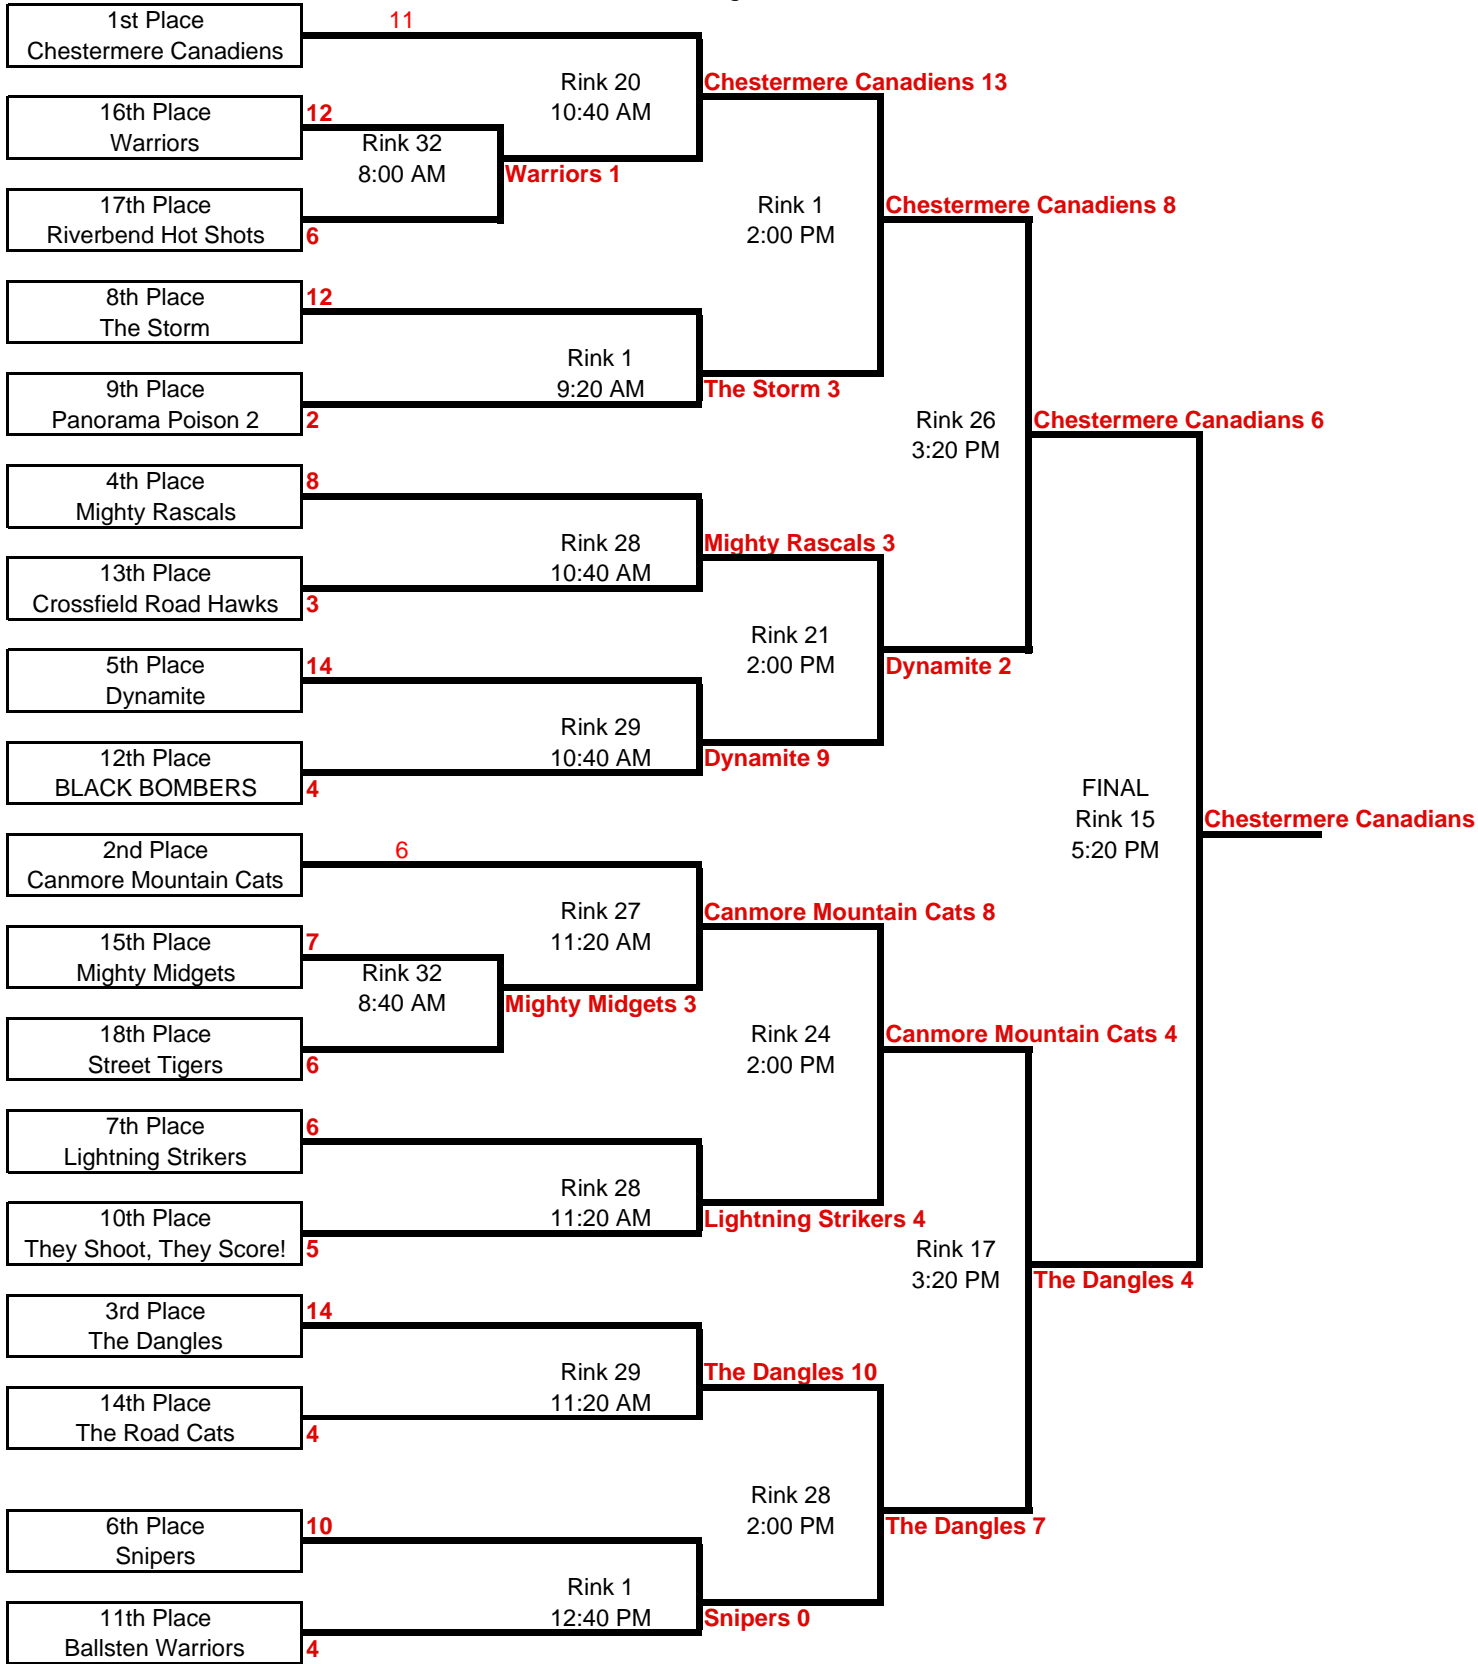 1st Place
Chestermere Canadiens
11
Rink 20
10:40 AM
Chestermere Canadiens 13
16th Place
Warriors
12
Rink 32
8:00 AM
Warriors 1
17th Place
Riverbend Hot Shots
6
Rink 1
2:00 PM
Chestermere Canadiens 8
8th Place
The Storm
12
Rink 1
9:20 AM
The Storm 3
9th Place
Panorama Poison 2
2
Rink 26
3:20 PM
Chestermere Canadians 6
4th Place
Mighty Rascals
8
Rink 28
10:40 AM
Mighty Rascals 3
13th Place
Crossfield Road Hawks
3
Rink 21
2:00 PM
Dynamite 2
5th Place
Dynamite
14
Rink 29
10:40 AM
Dynamite 9
12th Place
BLACK BOMBERS
4
FINAL
Rink 15
5:20 PM
Chestermere Canadians
2nd Place
Canmore Mountain Cats
6
Rink 27
11:20 AM
Canmore Mountain Cats 8
15th Place
Mighty Midgets
7
Rink 32
8:40 AM
Mighty Midgets 3
18th Place
Street Tigers
6
Rink 24
2:00 PM
Canmore Mountain Cats 4
7th Place
Lightning Strikers
6
Rink 28
11:20 AM
Lightning Strikers 4
10th Place
They Shoot, They Score!
5
Rink 17
3:20 PM
The Dangles 4
3rd Place
The Dangles
14
Rink 29
11:20 AM
The Dangles 10
14th Place
The Road Cats
4
Rink 28
2:00 PM
The Dangles 7
6th Place
Snipers
10
Rink 1
12:40 PM
Snipers 0
11th Place
Ballsten Warriors
4